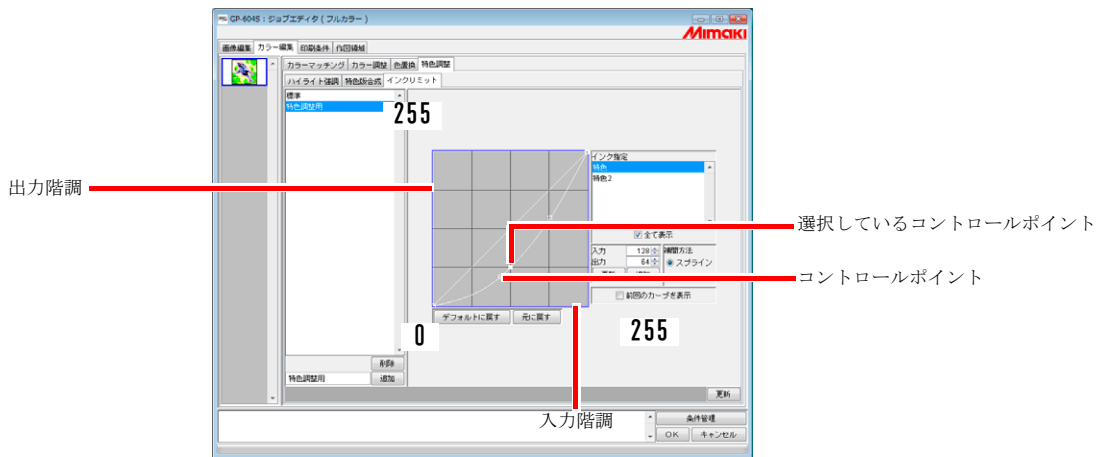 GP-604S：ジョブエディタ ( フルカラー )
Mimaki
画像編集 カラー編集 印刷条件 作図領域
カラーマッチング カラー調整 色置換 特色調整
ハイライト強調 特色版合成 インクリミット
標準
特色調整用
255
インク指定
特色
特色2
出力階調
選択しているコントロールポイント
全て表示
入力 128 補間方法
出力 64 スプライン
コントロールポイント
前回のカーブを表示
デフォルトに戻す 元に戻す
0
255
削除
特色調整用 追加
更新
入力階調
条件管理
OK キャンセル